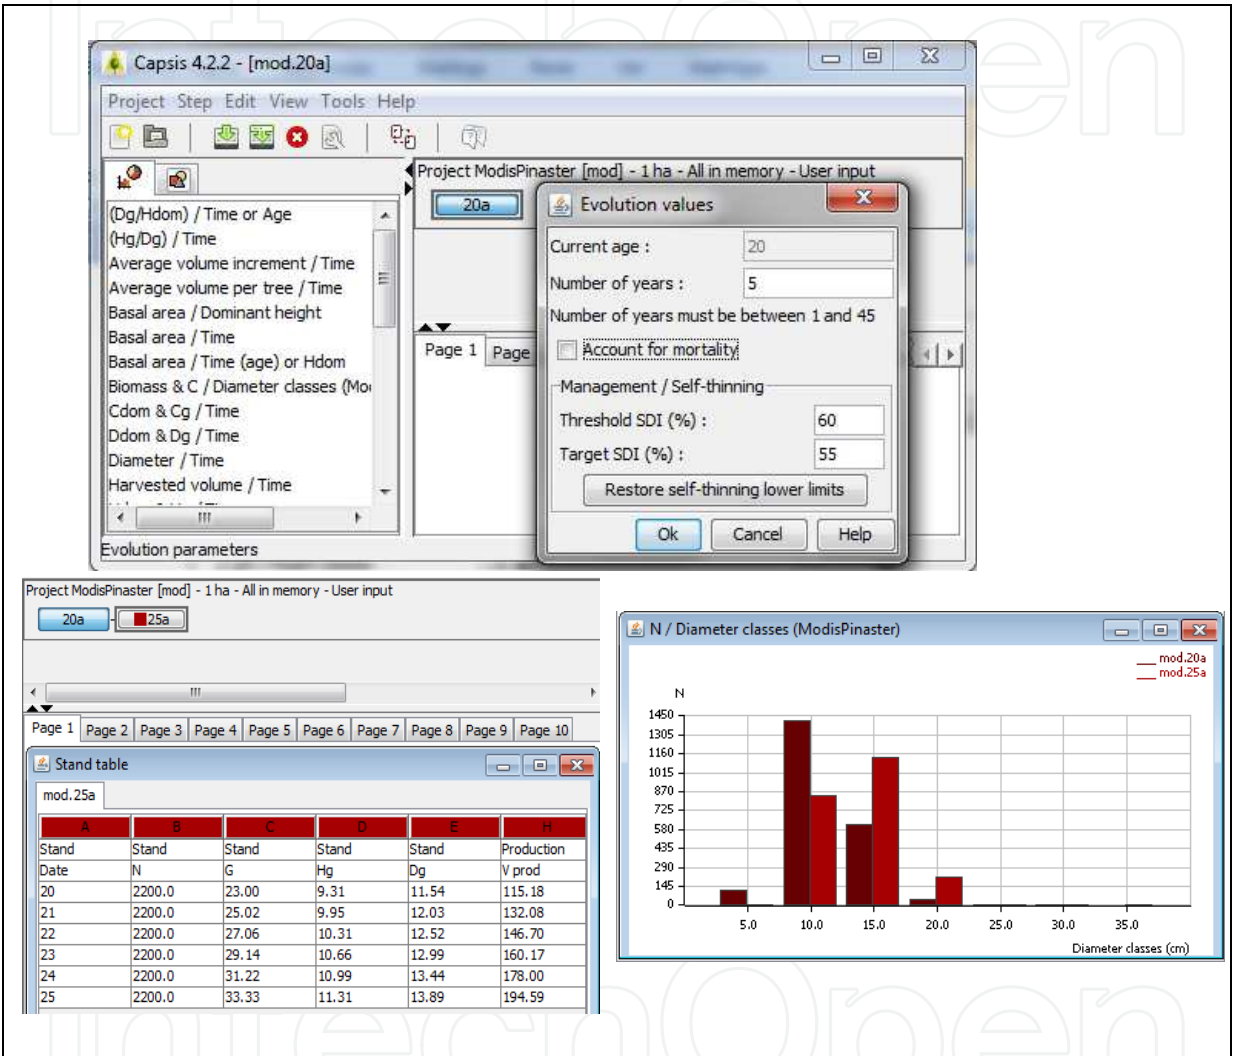 IntechOpen
Capsis 4.2.2 - [mod.20a]
Project Step Edit View Tools Help
Project ModisPinaster [mod] - 1 ha - All in memory - User input
20a
(Dg/Hdom) / Time or Age
(Hg/Dg) / Time
Average volume increment / Time
Average volume per tree / Time
Basal area / Dominant height
Basal area / Time
Basal area / Time (age) or Hdom
Biomass & C / Diameter classes (Mo
Cdom & Cg / Time
Ddom & Dg / Time
Diameter / Time
Harvested volume / Time
Evolution parameters
Page 1 Page
Evolution values
Current age : 20
Number of years : 5
Number of years must be between 1 and 45
Account for mortality
Management / Self-thinning
Threshold SDI (%) : 60
Target SDI (%) : 55
Restore self-thinning lower limits
Ok Cancel Help
Project ModisPinaster [mod] - 1 ha - All in memory - User input
20a 25a
Page 1 Page 2 Page 3 Page 4 Page 5 Page 6 Page 7 Page 8 Page 9 Page 10
Stand table
mod.25a
A B C D E H
Stand Stand Stand Stand Stand Production
Date N G Hg Dg V prod
20 2200.0 23.00 9.31 11.54 115.18
21 2200.0 25.02 9.95 12.03 132.08
22 2200.0 27.06 10.31 12.52 146.70
23 2200.0 29.14 10.66 12.99 160.17
24 2200.0 31.22 10.99 13.44 178.00
25 2200.0 33.33 11.31 13.89 194.59
N / Diameter classes (ModisPinaster)
mod.20a
mod.25a
N
1450
1305
1160
1015
870
725
580
435
290
145
0
5.0 10.0 15.0 20.0 25.0 30.0 35.0
Diameter classes (cm)
IntechOpen